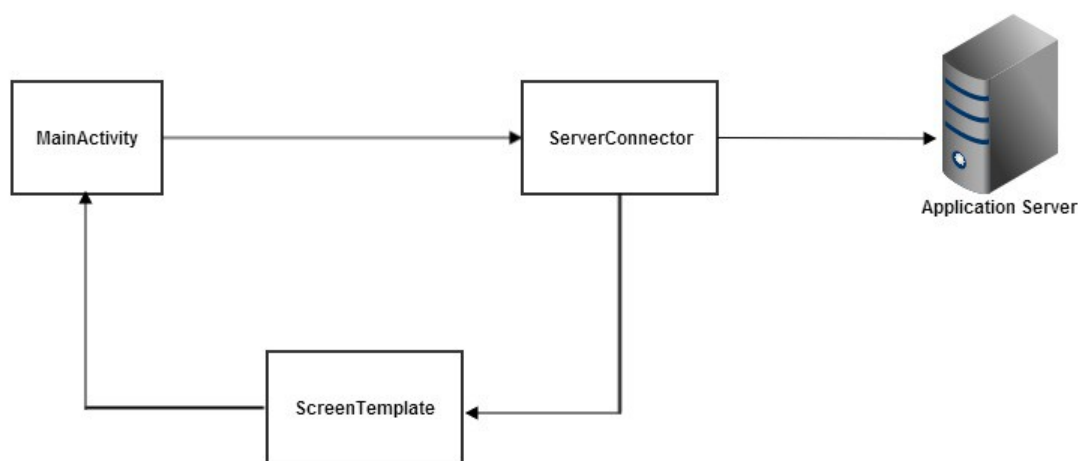 MainActivity
ServerConnector
Application Server
ScreenTemplate